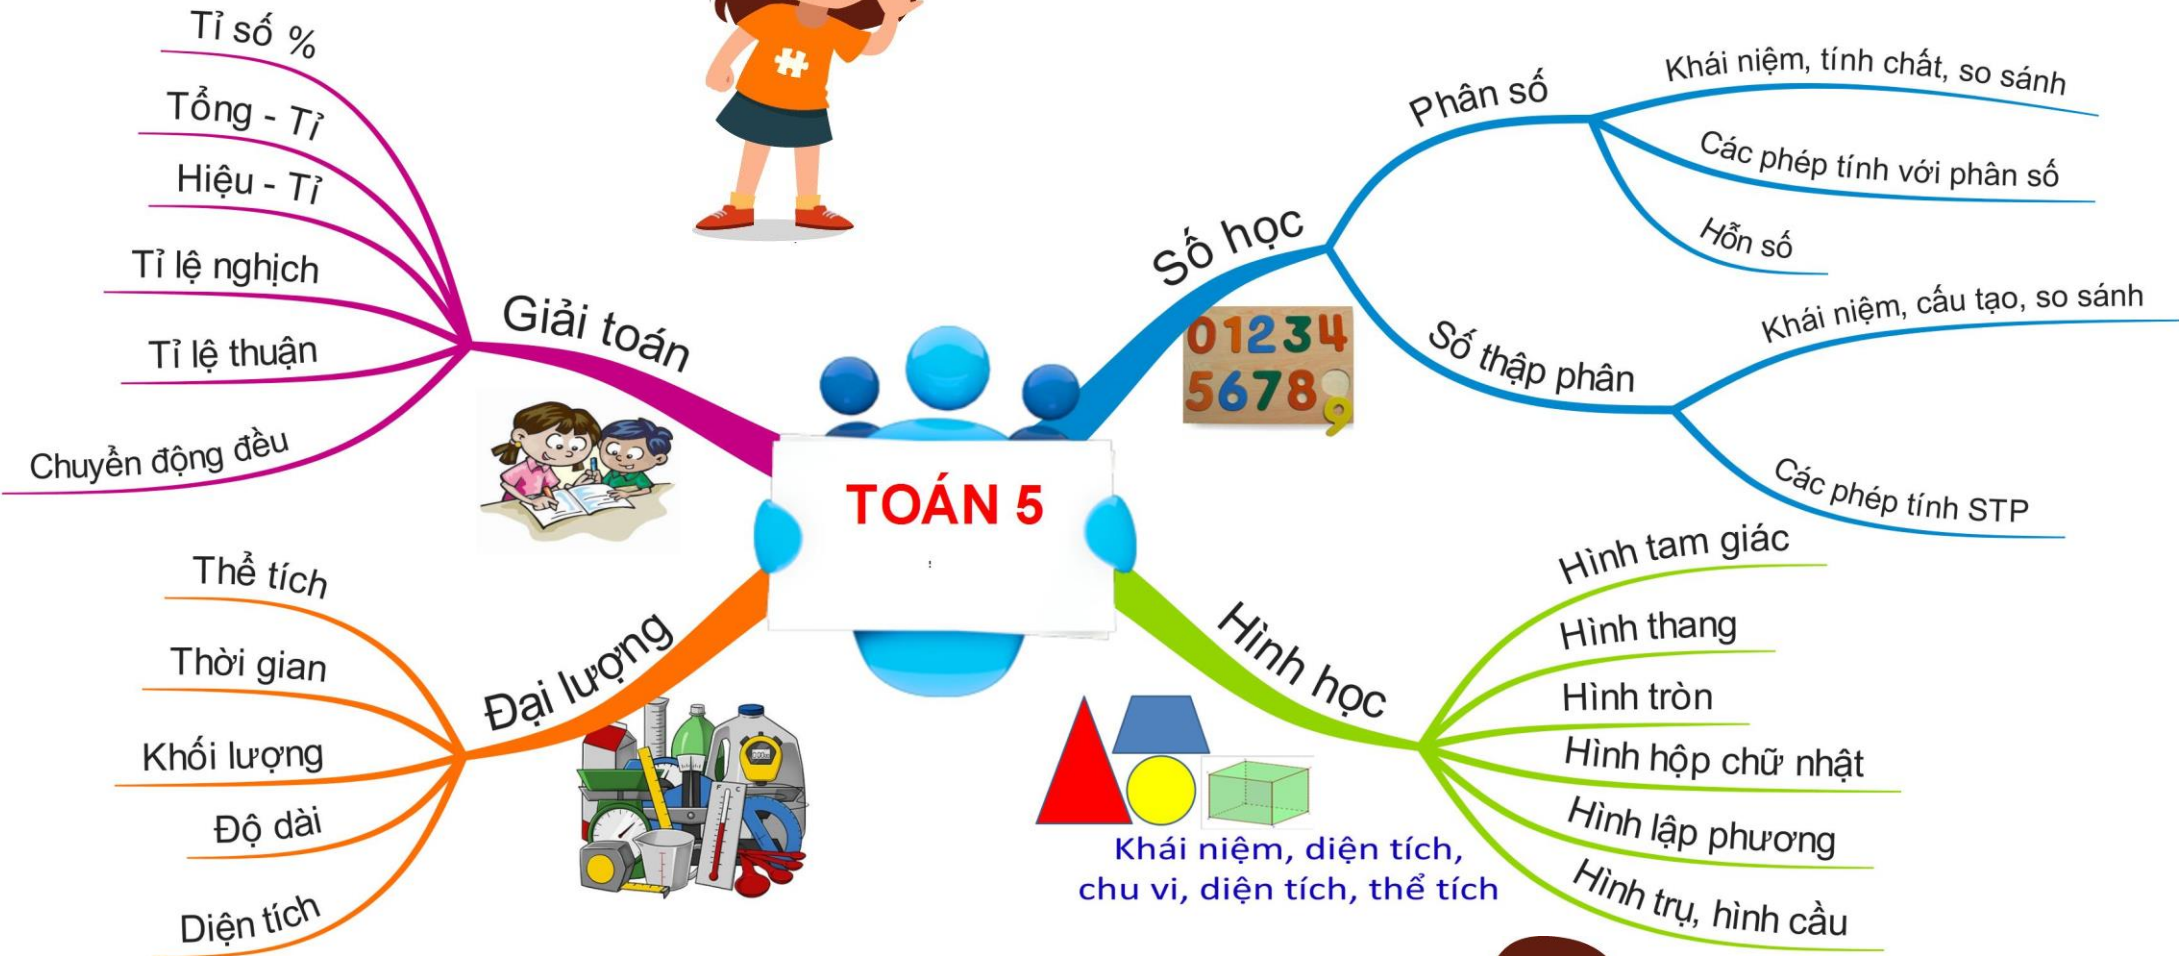 TOÁN 5
Giải toán
Tỉ số %
Tổng - Tỉ
Hiệu - Tỉ
Tỉ lệ nghịch
Tỉ lệ thuận
Chuyển động đều
Số học
Phân số
Khái niệm, tính chất, so sánh
Các phép tính với phân số
Hỗn số
Số thập phân
Khái niệm, cấu tạo, so sánh
Các phép tính STP
01234
56789
Đại lượng
Thể tích
Thời gian
Khối lượng
Độ dài
Diện tích
Hình học
Hình tam giác
Hình thang
Hình tròn
Hình hộp chữ nhật
Hình lập phương
Hình trụ, hình cầu
Khái niệm, diện tích,
chu vi, diện tích, thể tích